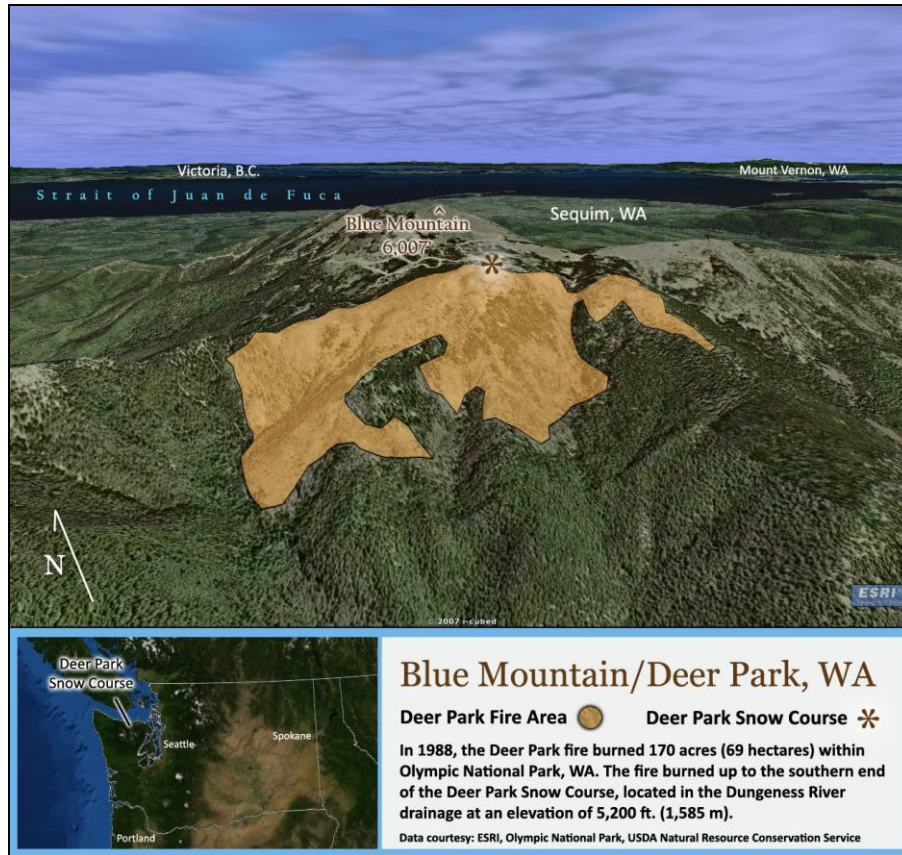 Victoria, B.C.
Mount Vernon, WA
Strait of Juan de Fuca
Sequim, WA
Blue Mountain
6,007'
N
ESRI
© 2007 i-cubed
Deer Park
Snow Course
Seattle
Spokane
Portland
Blue Mountain/Deer Park, WA
Deer Park Fire Area
Deer Park Snow Course
In 1988, the Deer Park fire burned 170 acres (69 hectares) within
Olympic National Park, WA. The fire burned up to the southern end
of the Deer Park Snow Course, located in the Dungeness River
drainage at an elevation of 5,200 ft. (1,585 m).
Data courtesy: ESRI, Olympic National Park, USDA Natural Resource Conservation Service